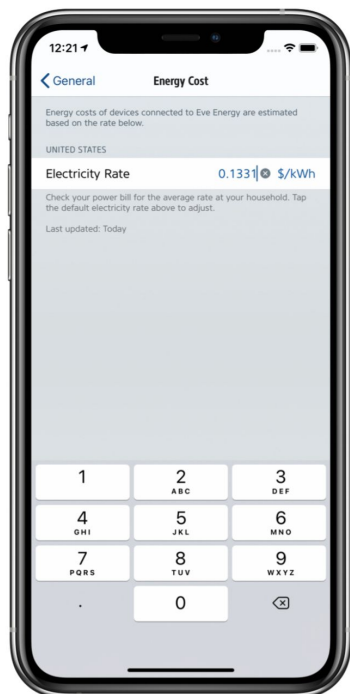 12:21
General
Energy Cost
Energy costs of devices connected to Eve Energy are estimated
based on the rate below.
UNITED STATES
Electricity Rate 0.1331 $/kWh
Check your power bill for the average rate at your household. Tap
the default electricity rate above to adjust.
Last updated: Today
1 2 3
ABC DEF
4 5 6
GHI JKL MNO
7 8 9
PQRS TUV WXYZ
. 0